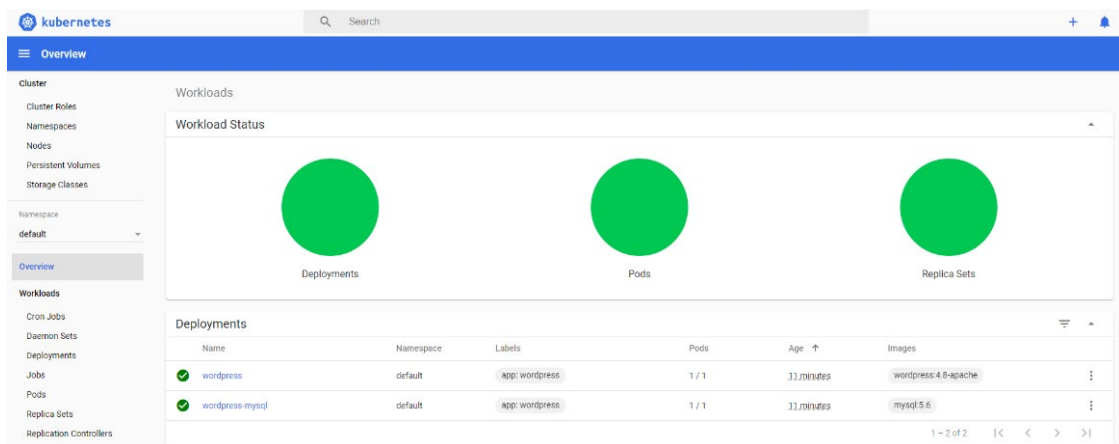 kubernetes
Search
Overview
Cluster
Cluster Roles
Namespaces
Nodes
Persistent Volumes
Storage Classes
Namespace
default
Overview
Workloads
Cron Jobs
Daemon Sets
Deployments
Jobs
Pods
Replica Sets
Replication Controllers
Workloads
Workload Status
Deployments Pods Replica Sets
Deployments
Name Namespace Labels Pods Age Images
wordpress default app: wordpress 1 / 1 11 minutes wordpress:4.8-apache
wordpress-mysql default app: wordpress 1 / 1 11 minutes mysql:5.6
1 – 2 of 2